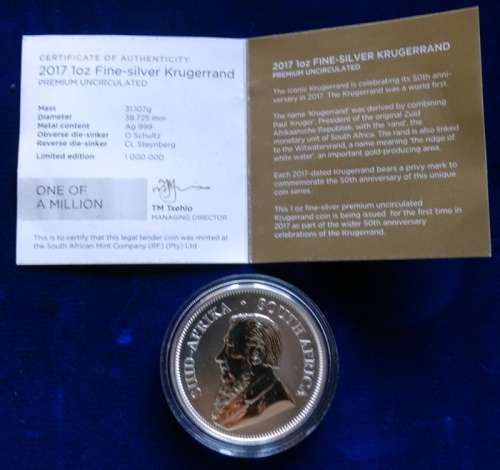 CERTIFICATE OF AUTHENTICITY
2017 1oz Fine-silver Krugerrand
PREMIUM UNCIRCULATED
Mass 31.107g
Diameter 38.725 mm
Metal content Ag 999
Obverse die-sinker O Schultz
Reverse die-sinker CL Steynberg
Limited edition 1 000 000
ONE OF
A MILLION
TM Tsehlo
MANAGING DIRECTOR
This is to certify that this legal tender coin was minted at
the South African Mint Company (RF) (Pty) Ltd
2017 1OZ FINE-SILVER KRUGERRAND
PREMIUM UNCIRCULATED
The iconic Krugerrand is celebrating its 50th anni-
versary in 2017. The Krugerrand was a world first.
The name 'Krugerrand' was derived by combining
'Paul Kruger', President of the original Zuid
Afrikaansche Republiek, with the 'rand', the
monetary unit of South Africa. The rand is also linked
to the Witwatersrand, a name meaning 'the ridge of
white water', an important gold-producing area.
Each 2017-dated Krugerrand bears a privy mark to
commemorate the 50th anniversary of this unique
coin series.
This 1 oz fine-silver premium uncirculated
Krugerrand coin is being issued for the first time in
2017 as part of the wider 50th anniversary
celebrations of the Krugerrand.
SUID-AFRIKA · SOUTH AFRICA